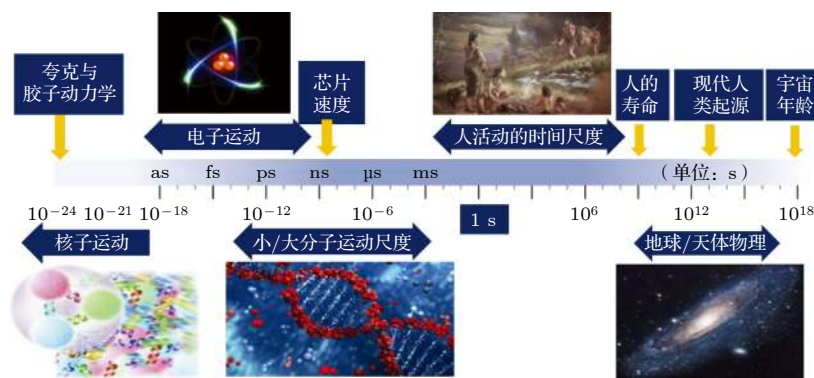 夸克与
胶子动力学
芯片
速度
人的
寿命
现代人
类起源
宇宙
年龄
电子运动
人活动的时间尺度
as fs ps ns μs ms (单位: s)
10⁻²⁴ 10⁻²¹ 10⁻¹⁸ 10⁻¹² 10⁻⁶ 1 s 10⁶ 10¹² 10¹⁸
核子运动
小/大分子运动尺度
地球/天体物理